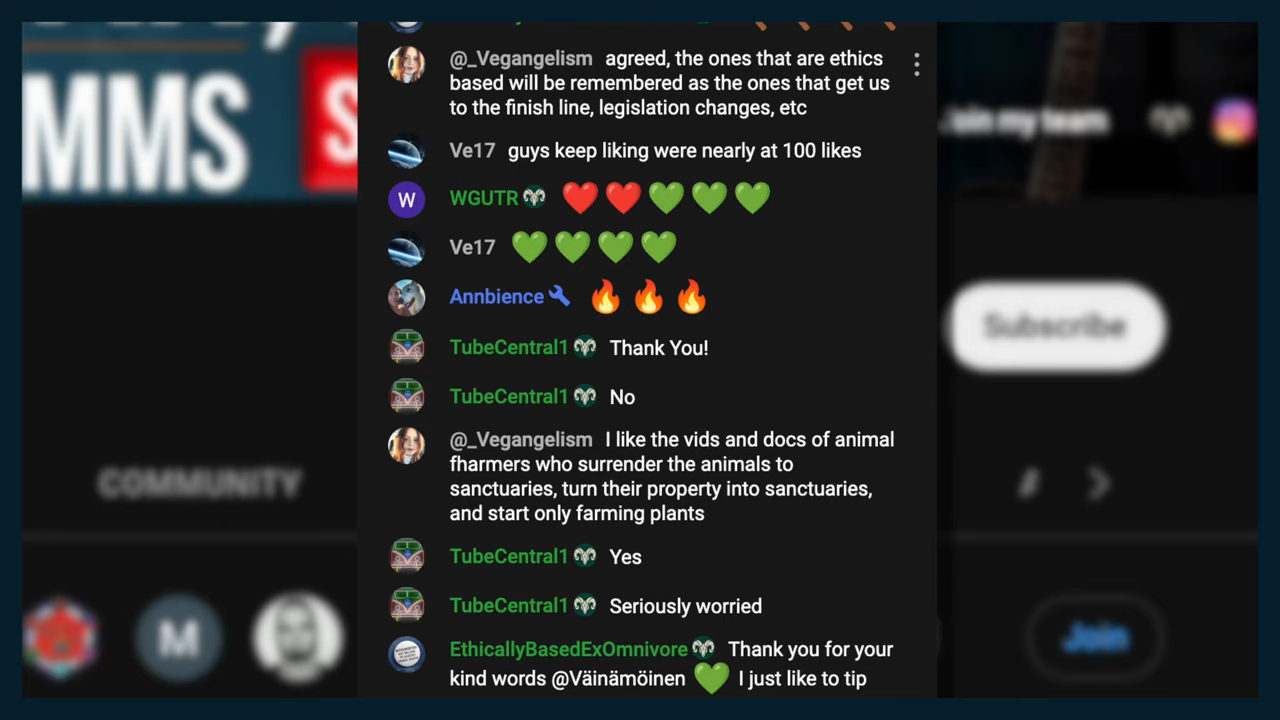 MMS
S
Join my team
@_Vegangelism agreed, the ones that are ethics
based will be remembered as the ones that get us
to the finish line, legislation changes, etc
Ve17 guys keep liking were nearly at 100 likes
W WGUTR ❤️❤️💚💚💚
Ve17 💚💚💚💚
Annbience 🔥🔥🔥
TubeCentral1 Thank You!
Subscribe
TubeCentral1 No
@_Vegangelism I like the vids and docs of animal
fharmers who surrender the animals to
sanctuaries, turn their property into sanctuaries,
and start only farming plants
COMMUNITY
TubeCentral1 Yes
TubeCentral1 Seriously worried
M
Join
EthicallyBasedExOmnivore Thank you for your
kind words @Väinämöinen 💚 I just like to tip